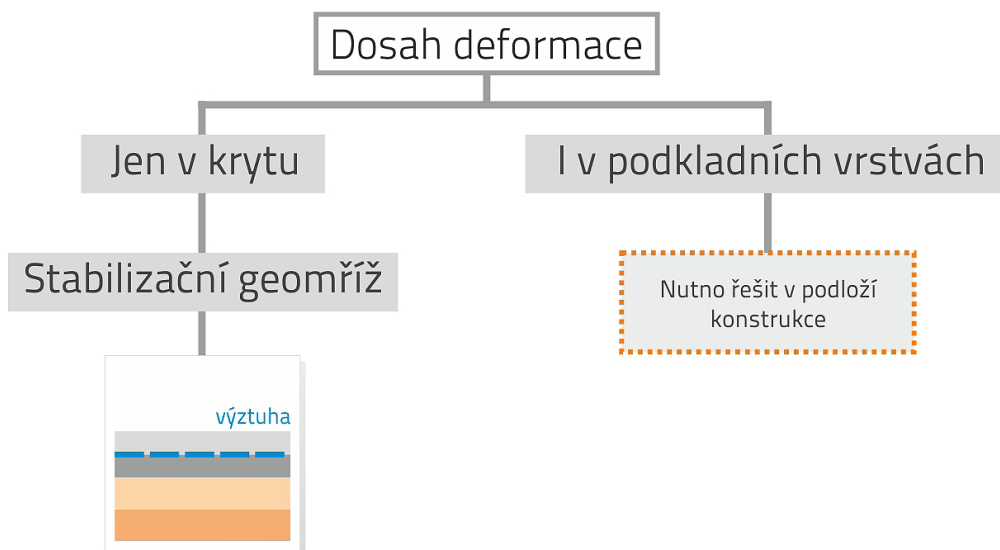 Dosah deformace
Jen v krytu
I v podkladních vrstvách
Stabilizační geomříž
Nutno řešit v podloží
konstrukce
výztuha